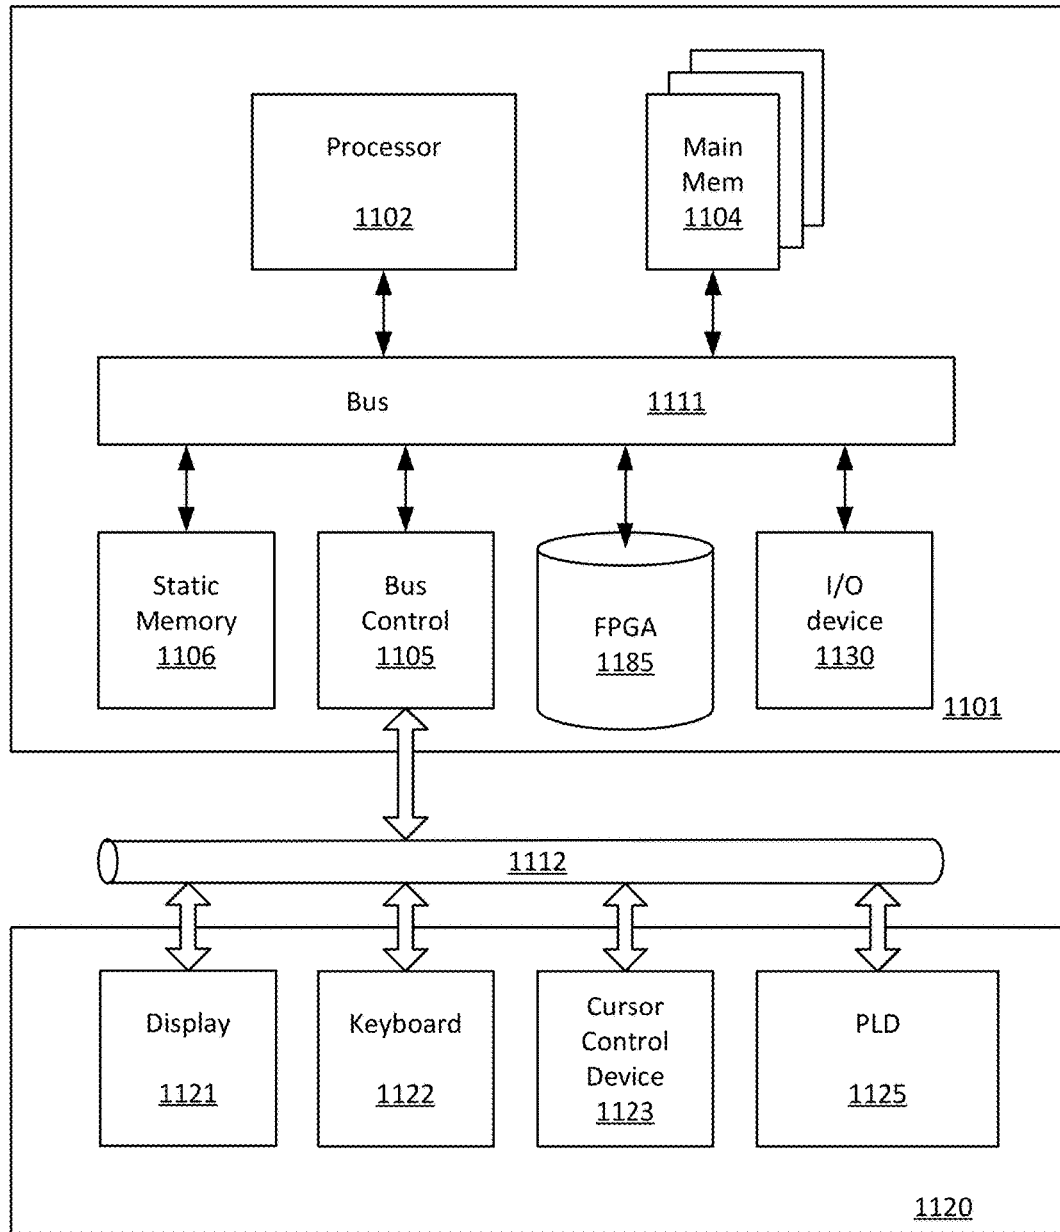 Processor
1102
Main
Mem
1104
Bus 1111
Static
Memory
1106
Bus
Control
1105
FPGA
1185
I/O
device
1130
1101
1112
Display
1121
Keyboard
1122
Cursor
Control
Device
1123
PLD
1125
1120